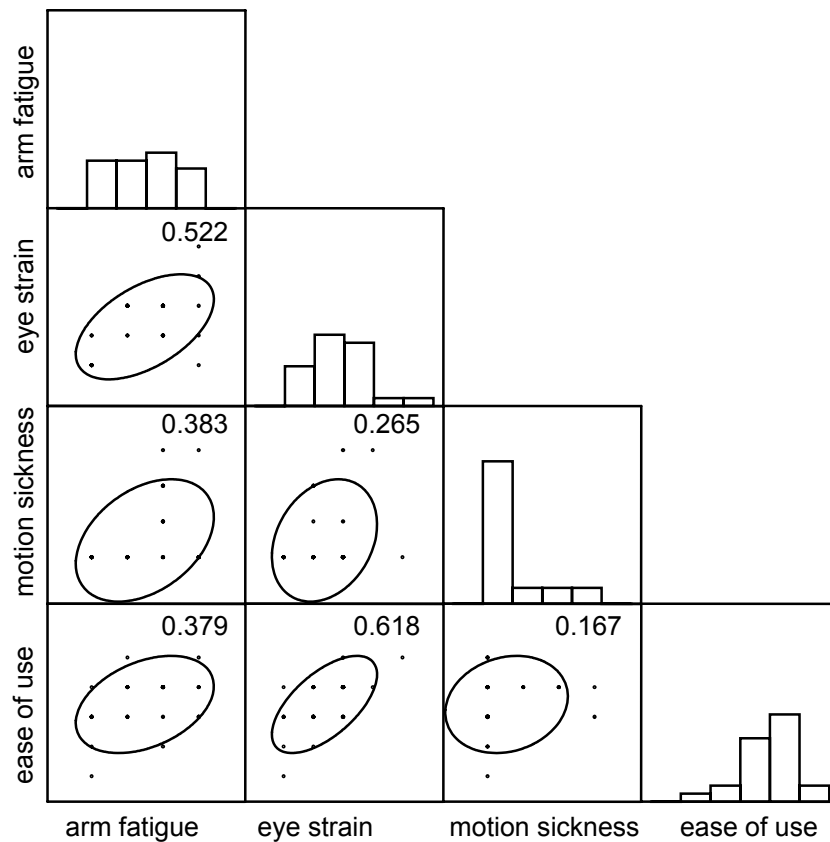 arm fatigue
0.522
eye strain
0.383
0.265
motion sickness
0.379
0.618
0.167
ease of use
arm fatigue
eye strain
motion sickness
ease of use